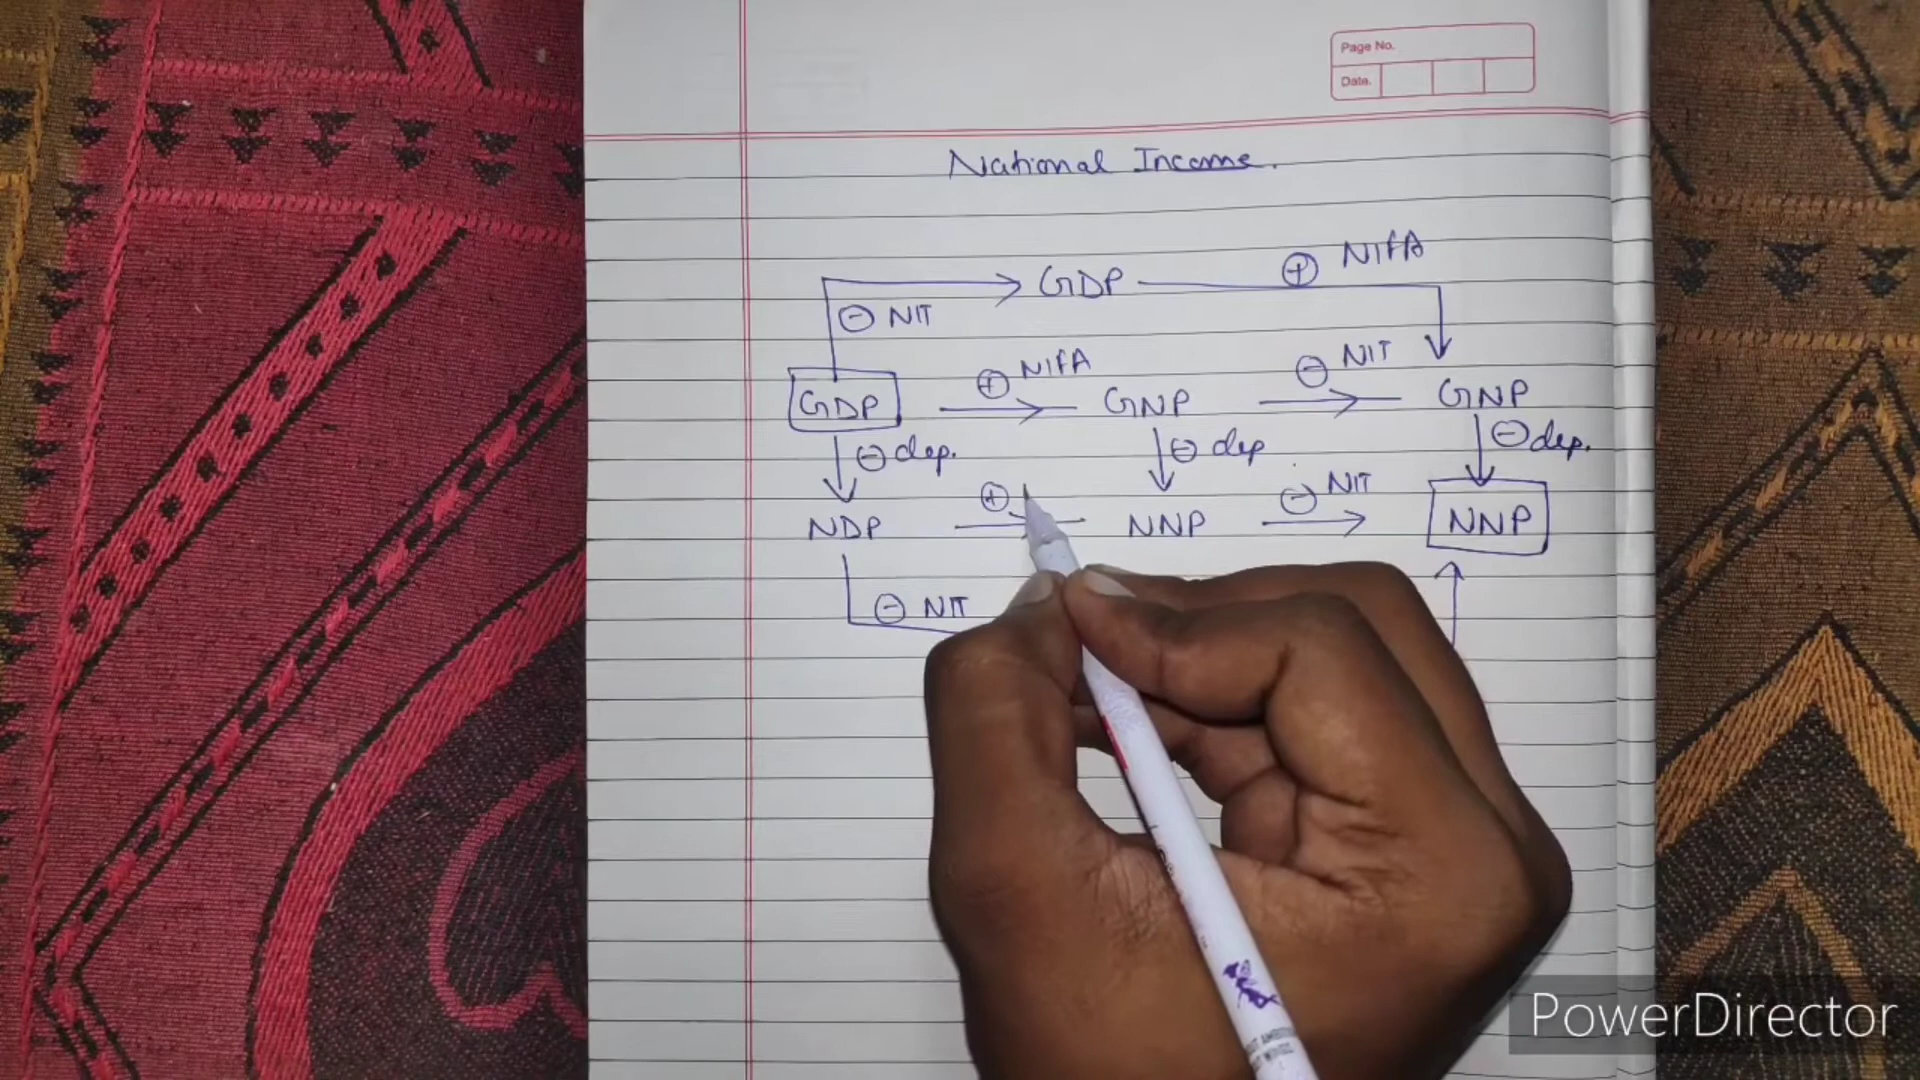 Page No.
Date.
National Income.
GDP ⊕ NIFA
⊖ NIT
GDP ⊕ NIFA GNP ⊖ NIT GNP
⊖ dep. ⊖ dep ⊖ dep.
NDP ⊕ NNP ⊖ NIT NNP
⊖ NIT
PowerDirector